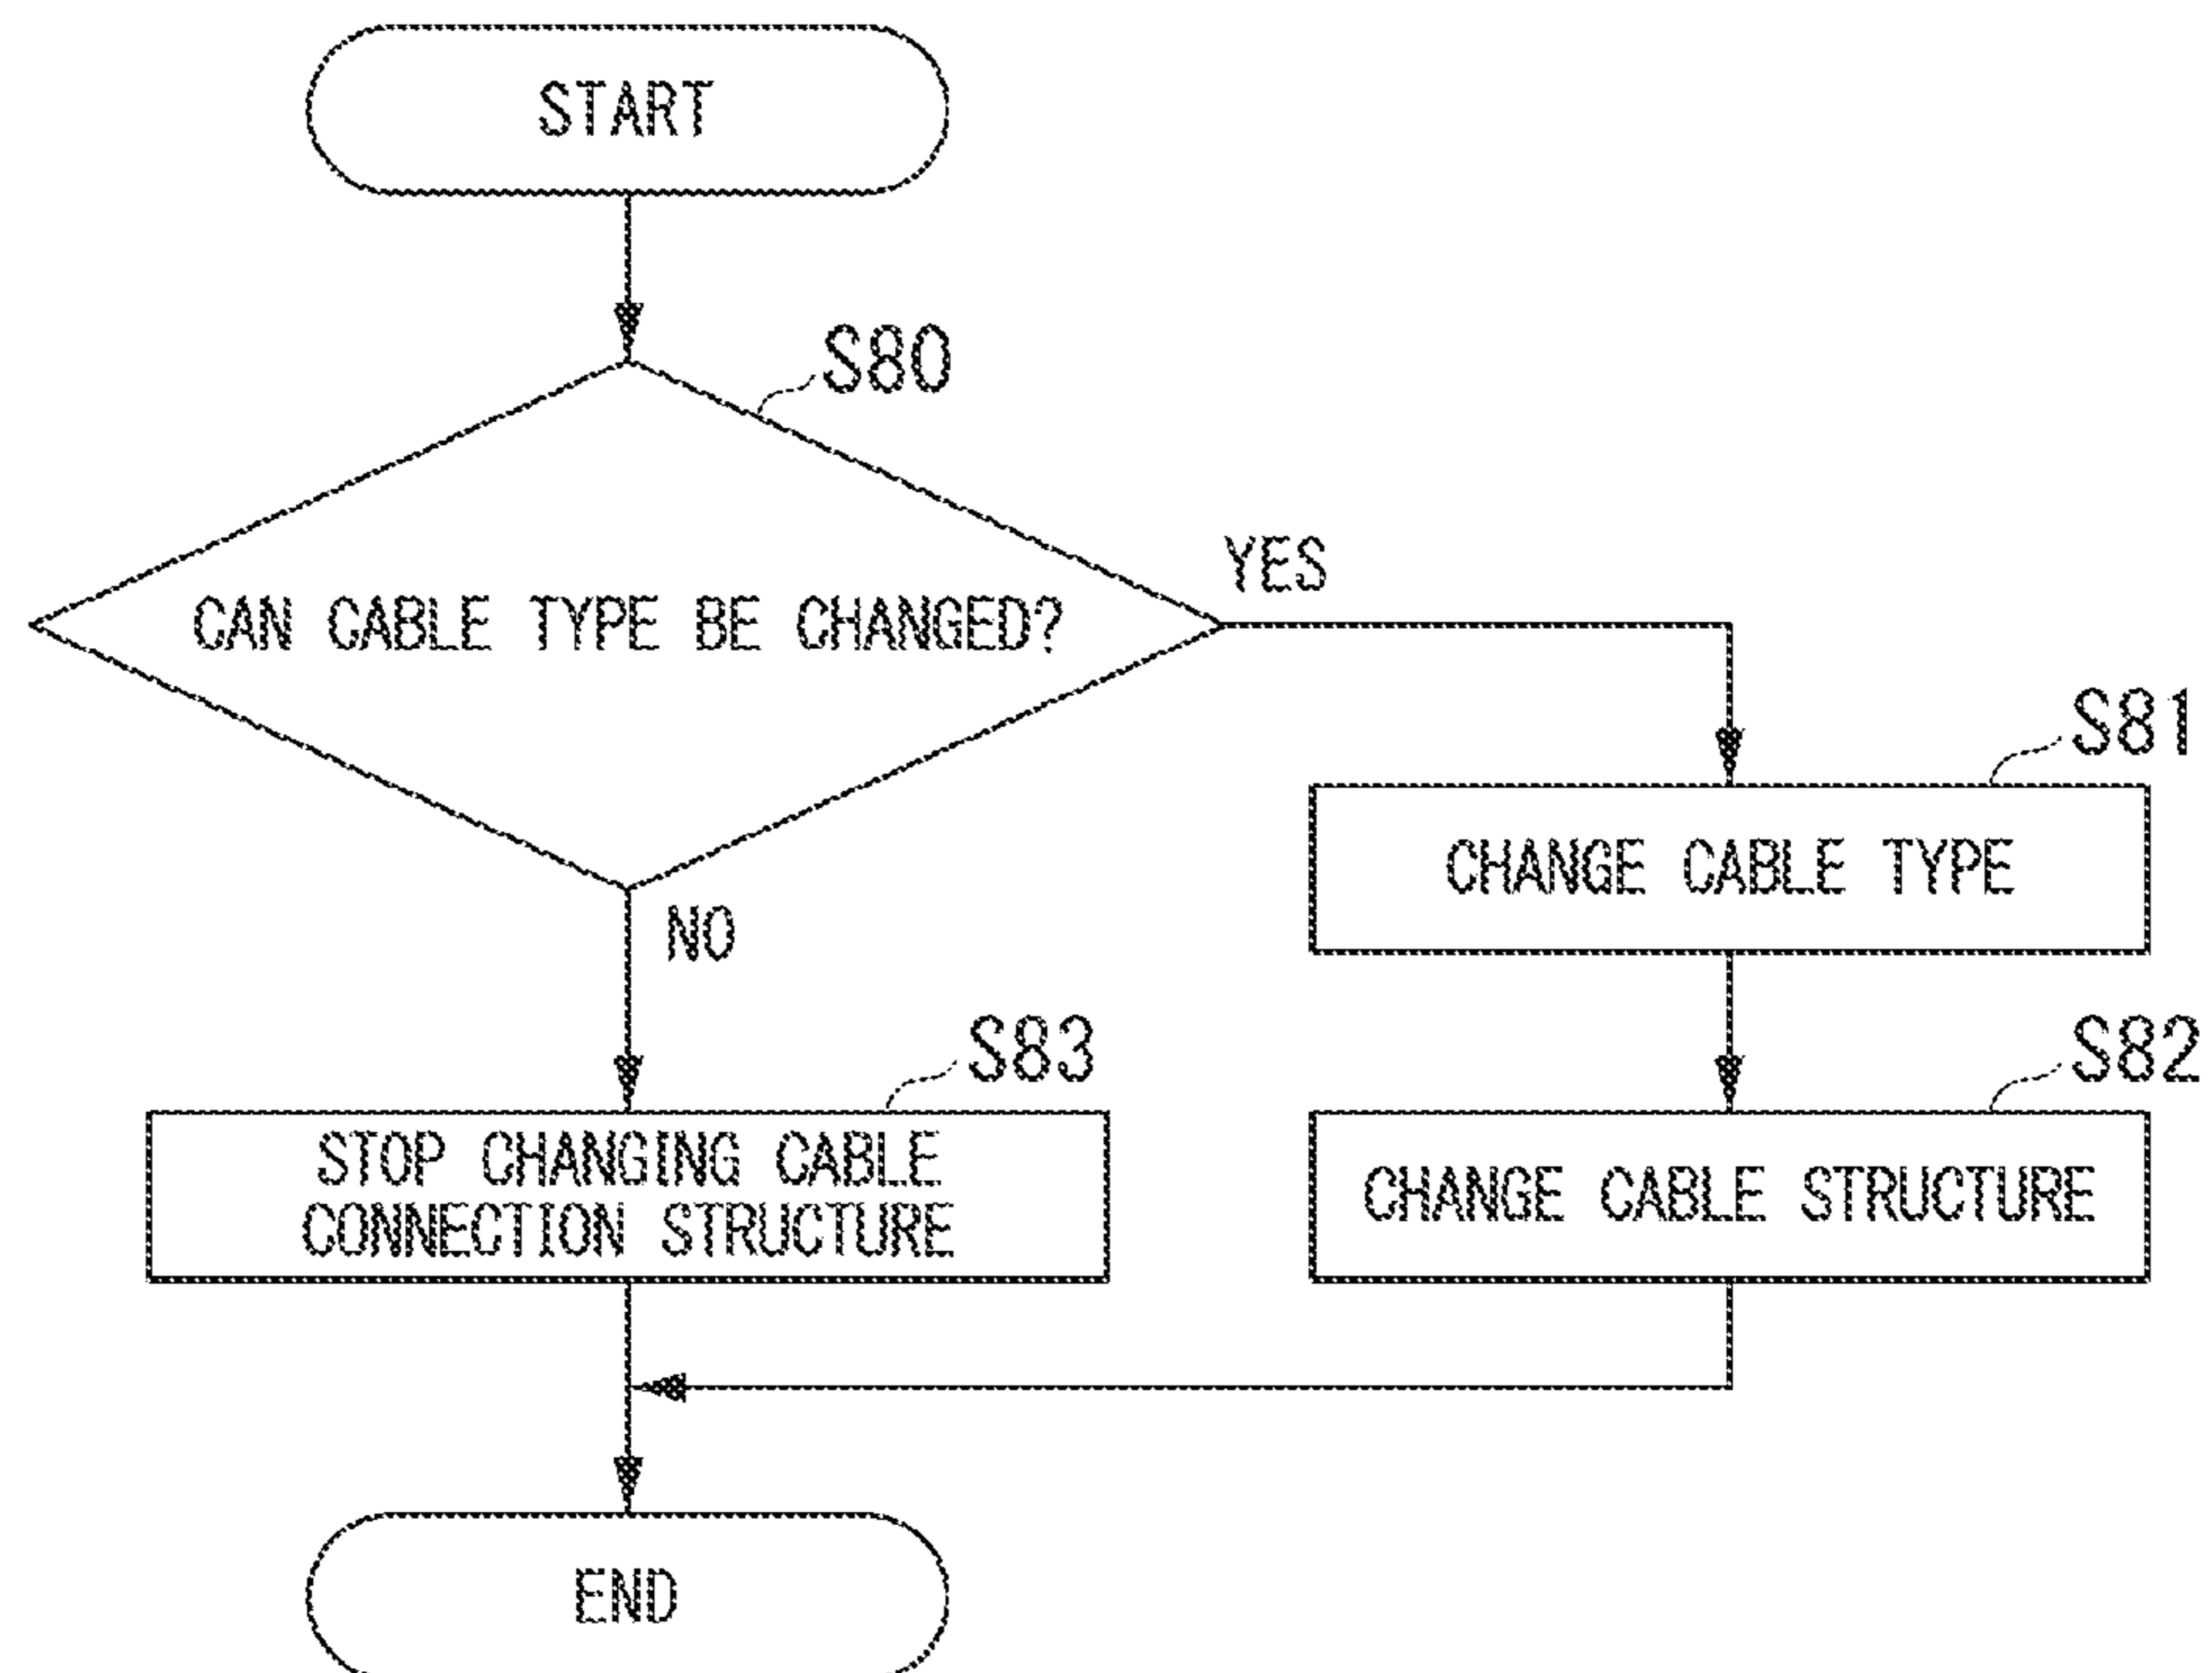 START
S80
CAN CABLE TYPE BE CHANGED?
YES
S81
CHANGE CABLE TYPE
NO
S83
STOP CHANGING CABLE
CONNECTION STRUCTURE
S82
CHANGE CABLE STRUCTURE
END